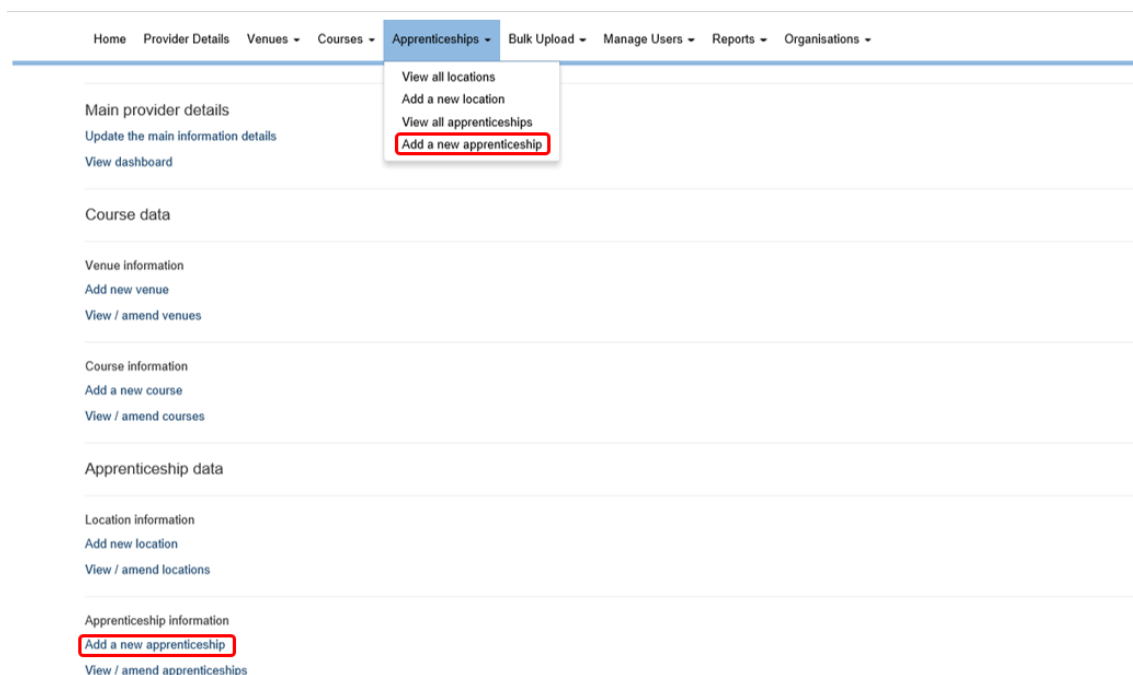 Home Provider Details Venues Courses Apprenticeships Bulk Upload Manage Users Reports Organisations
View all locations
Add a new location
View all apprenticeships
Add a new apprenticeship
Main provider details
Update the main information details
View dashboard
Course data
Venue information
Add new venue
View / amend venues
Course information
Add a new course
View / amend courses
Apprenticeship data
Location information
Add new location
View / amend locations
Apprenticeship information
Add a new apprenticeship
View / amend apprenticeships